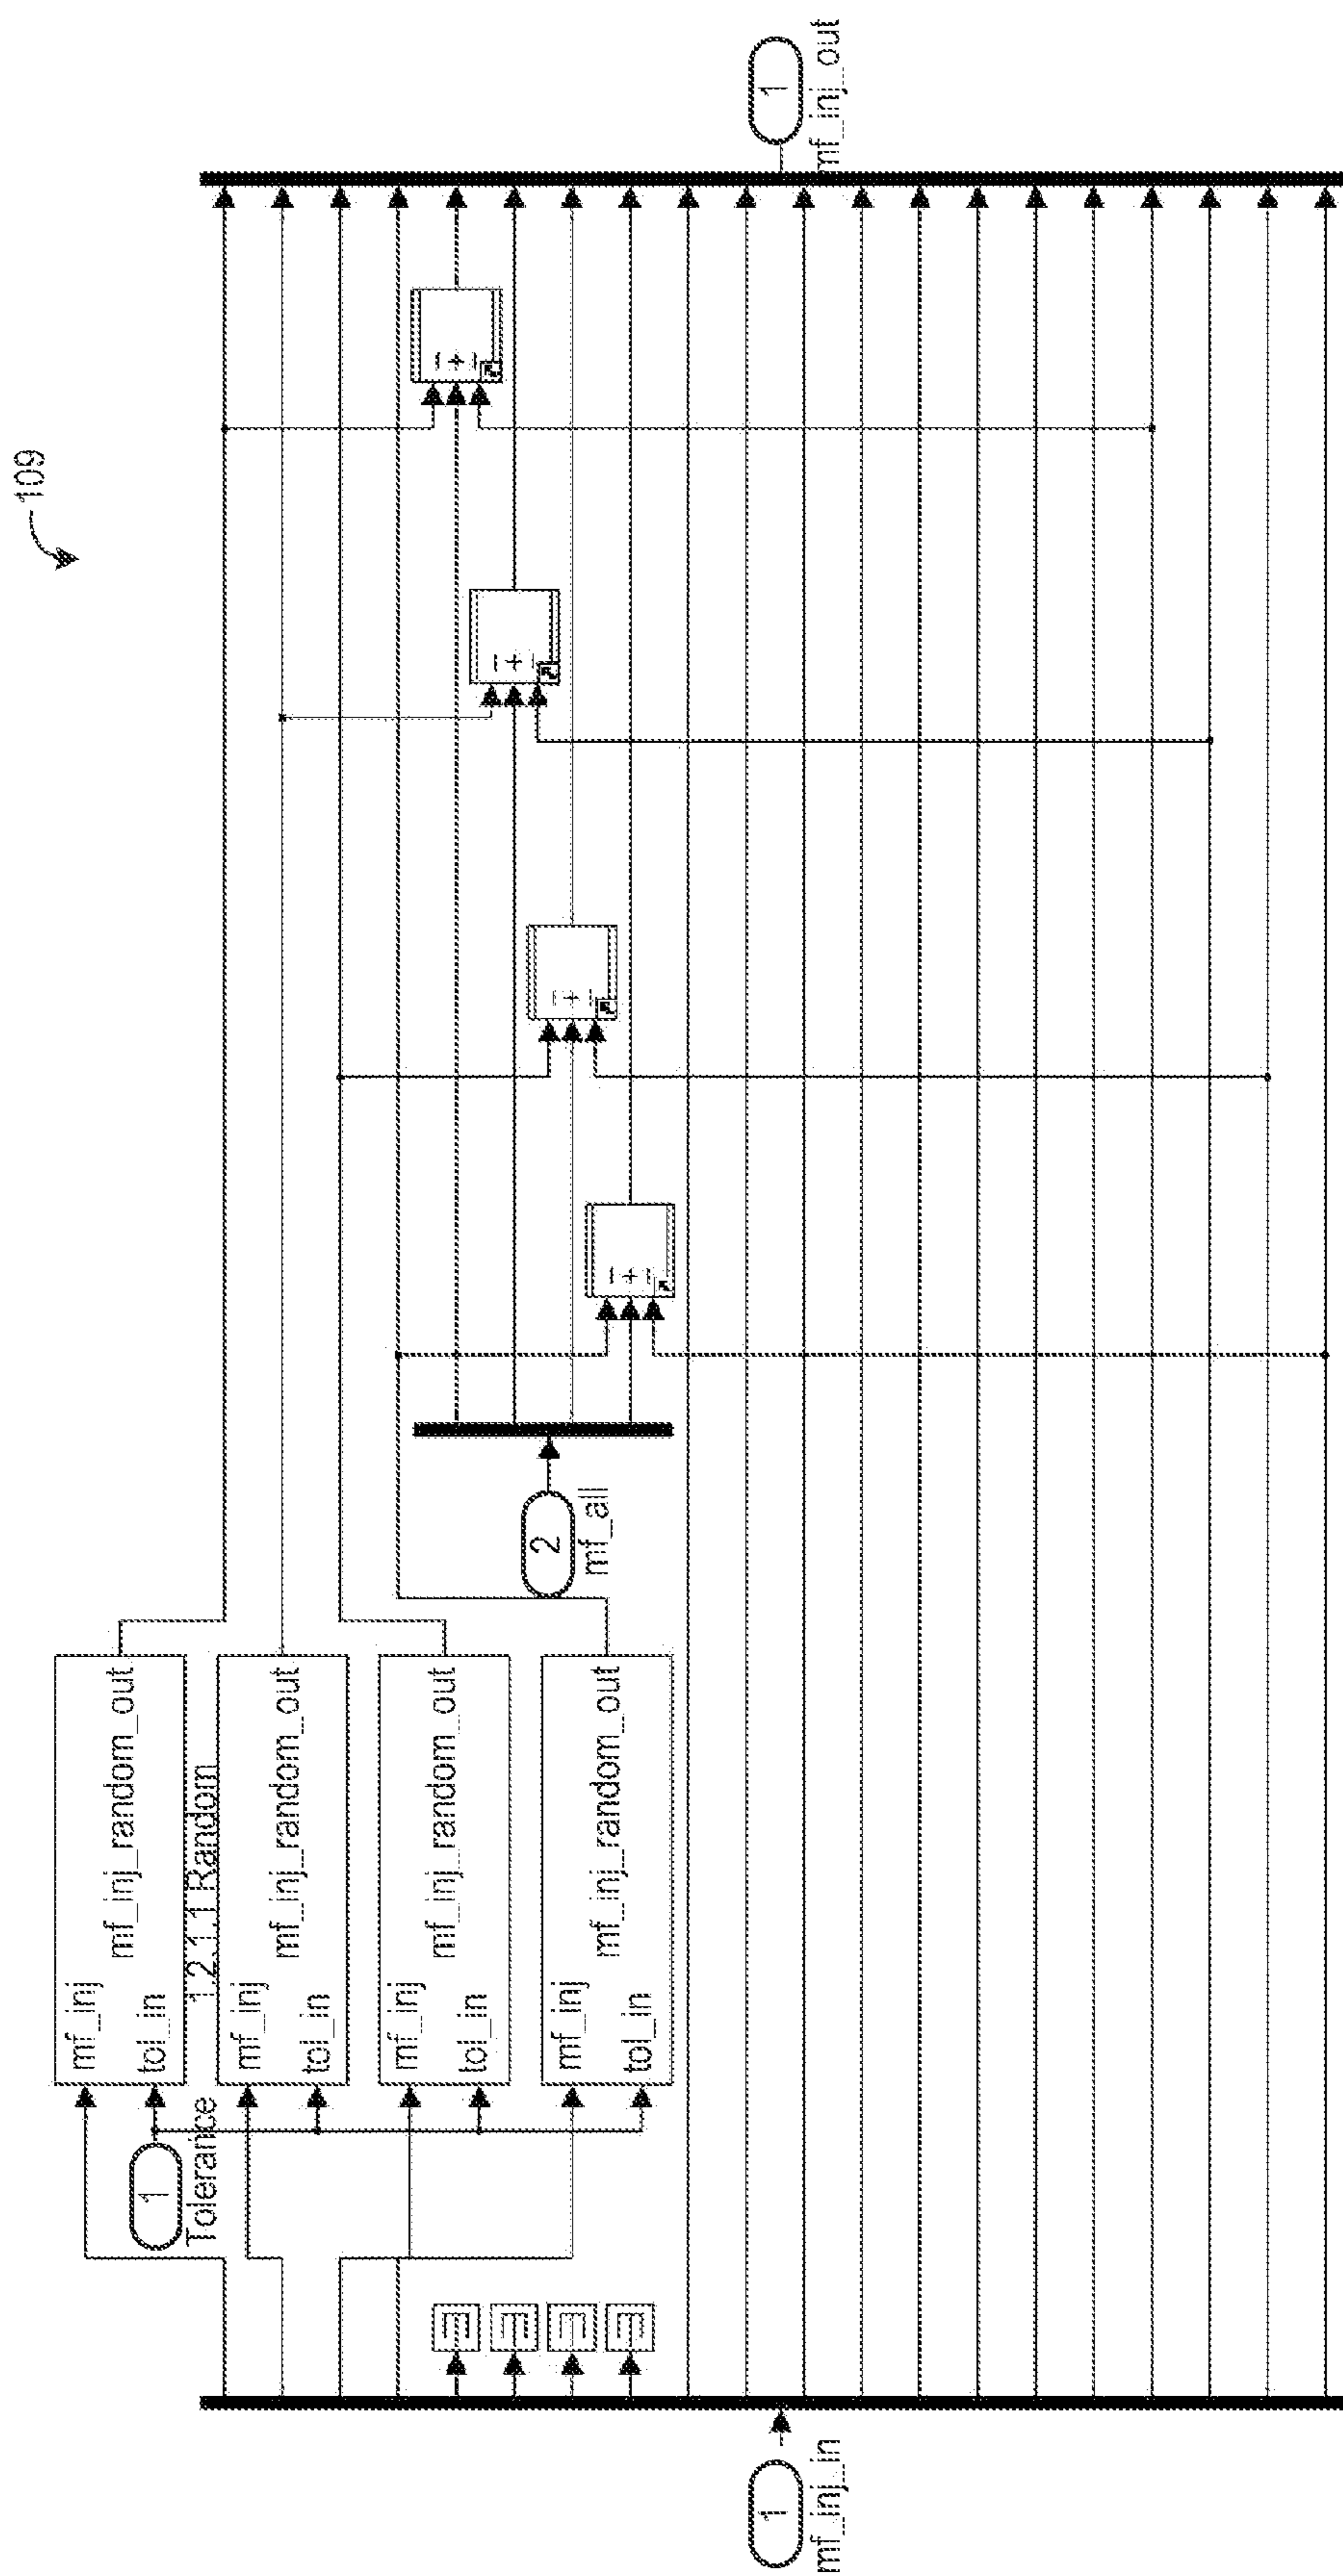 109
mf_inj
tol_in
mf_inj_random_out
1
Tolerance
1.2.1.1 Random
mf_inj
tol_in
mf_inj_random_out
mf_inj
tol_in
mf_inj_random_out
mf_inj
tol_in
mf_inj_random_out
2
mf_all
1
mf_inj_in
1
mf_inj_out